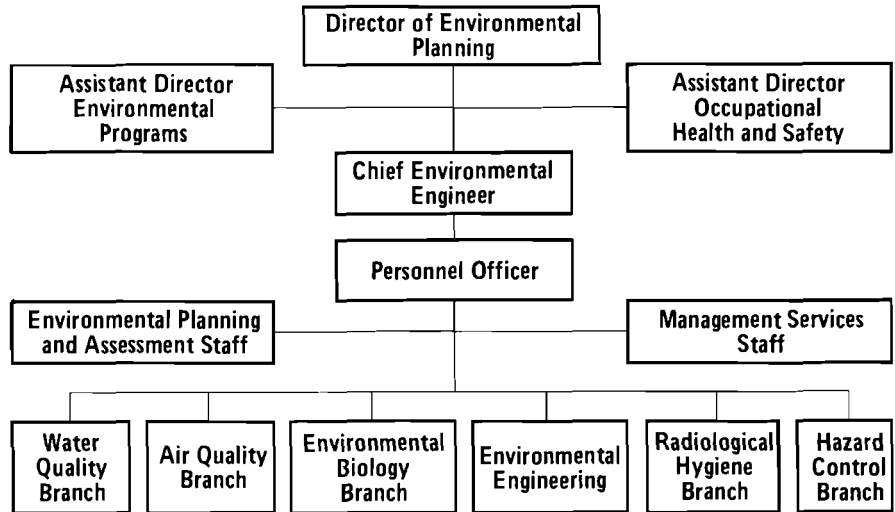 Director of Environmental
Planning
Assistant Director
Environmental
Programs
Assistant Director
Occupational
Health and Safety
Chief Environmental
Engineer
Personnel Officer
Environmental Planning
and Assessment Staff
Management Services
Staff
Water
Quality
Branch
Air Quality
Branch
Environmental
Biology
Branch
Environmental
Engineering
Radiological
Hygiene
Branch
Hazard
Control
Branch